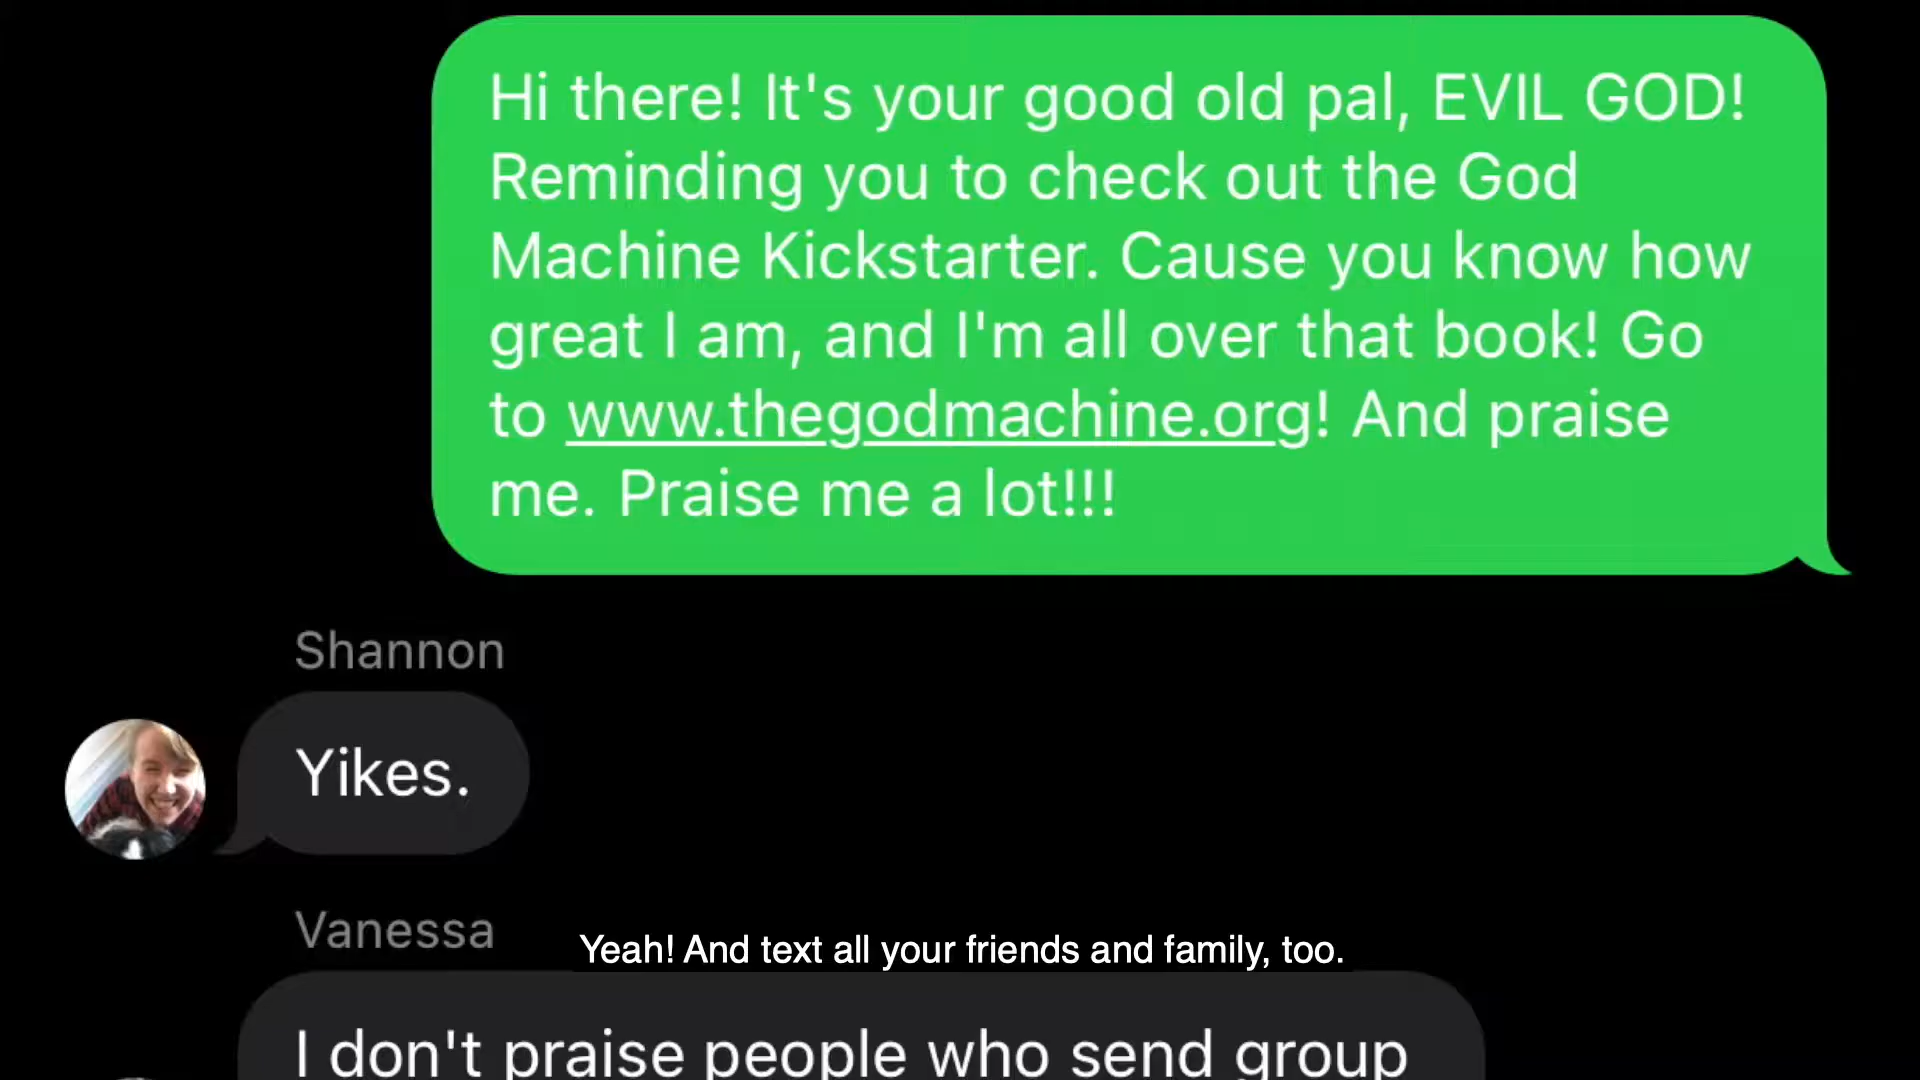 Hi there! It's your good old pal, EVIL GOD!
Reminding you to check out the God
Machine Kickstarter. Cause you know how
great I am, and I'm all over that book! Go
to www.thegodmachine.org! And praise
me. Praise me a lot!!!
Shannon
Yikes.
Vanessa
Yeah! And text all your friends and family, too.
I don't praise people who send group